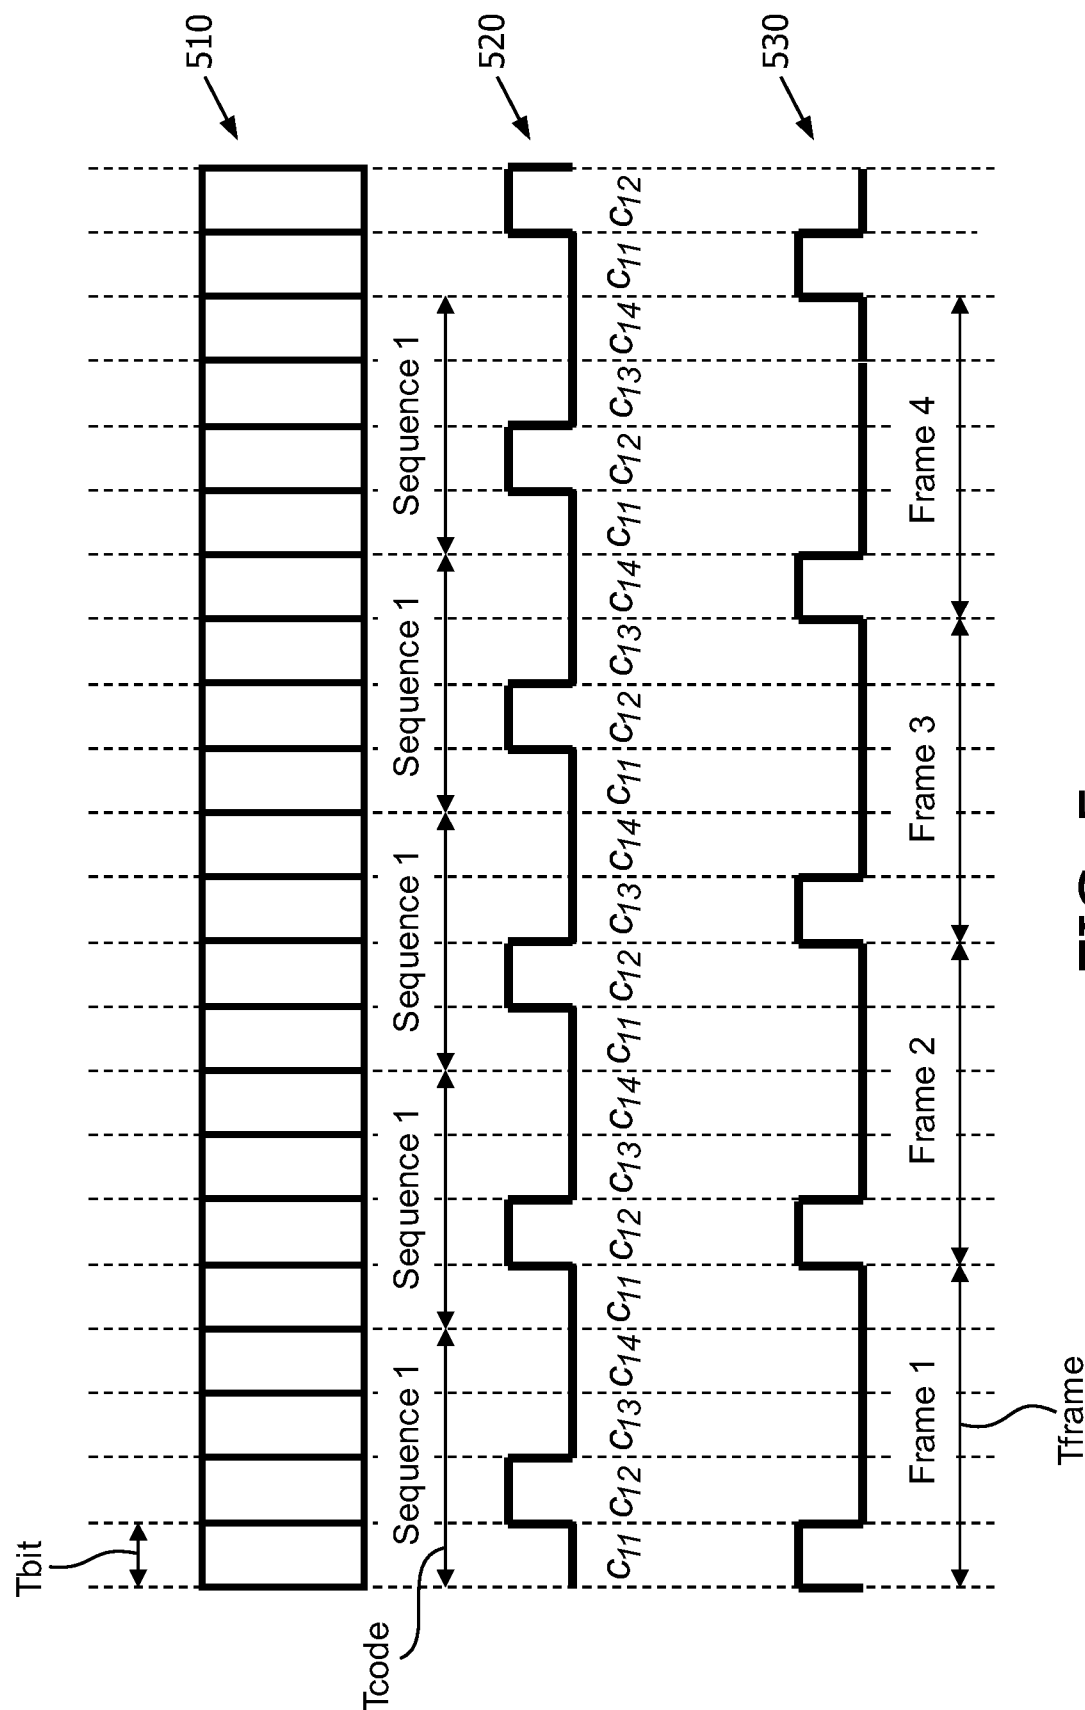 Tbit
510
Tcode
Sequence 1 Sequence 1 Sequence 1 Sequence 1 Sequence 1
520
C11 C12 C13 C14 C11 C12 C13 C14 C11 C12 C13 C14 C11 C12 C13 C14 C11 C12 C13 C14 C11 C12
530
Frame 1 Frame 2 Frame 3 Frame 4
Tframe